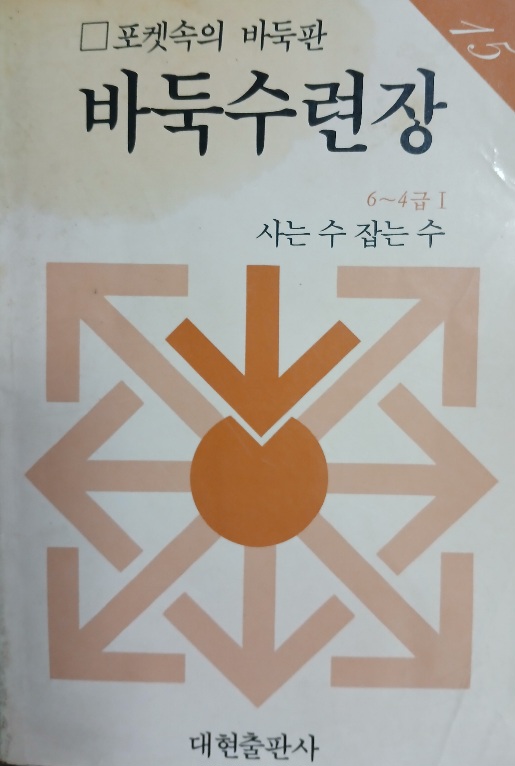 □포켓속의 바둑판
15
바둑수련장
6~4급 I
사는 수 잡는 수
대현출판사